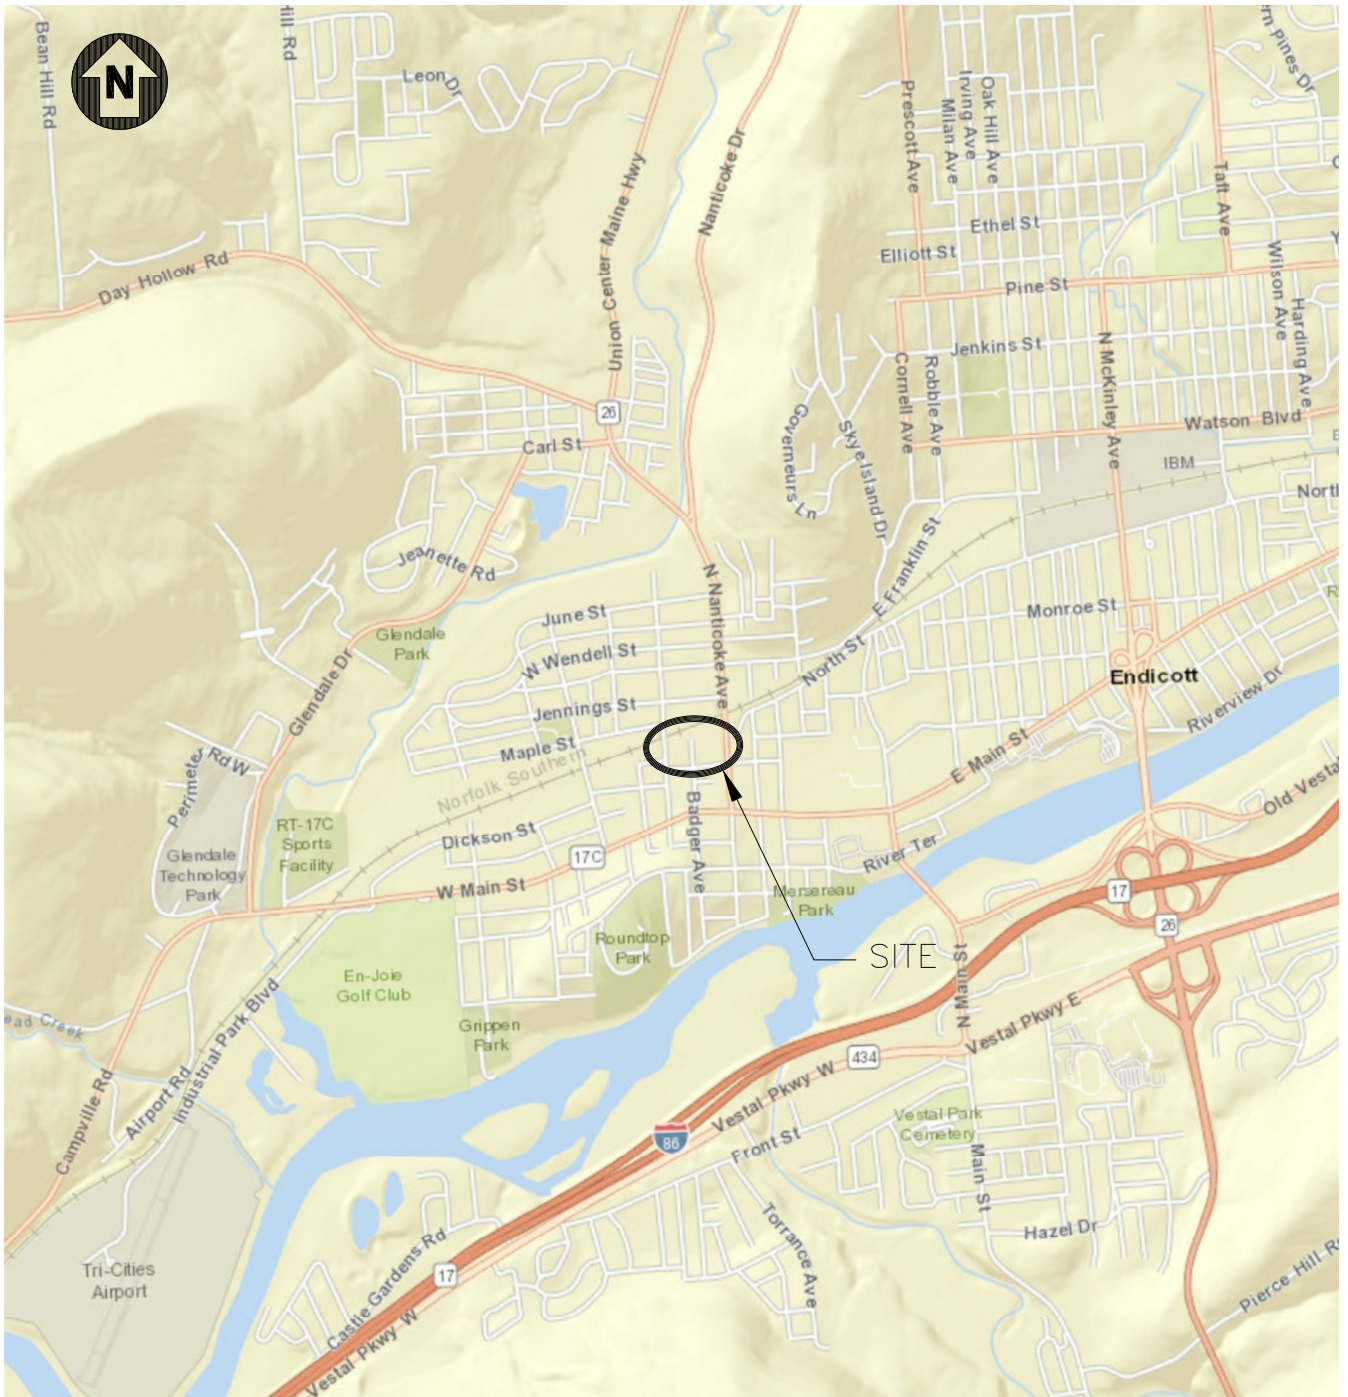 Bean Hill Rd
N
Hill Rd
Leon Dr
Union Center Maine Hwy
Nanticoke Dr
Prescott Ave
Milan Ave
Irving Ave
Oak Hill Ave
Taft Ave
ern Pines Dr
Ethel St
Elliott St
Pine St
Wilson Ave
Harding Ave
Day Hollow Rd
Jenkins St
N McKinley Ave
Cornell Ave
Robble Ave
26
Carl St
Governeurs Ln
Skye Island Dr
Watson Blvd
IBM
North
Jeanette Rd
E Franklin St
N Nanticoke Ave
June St
Monroe St
Glendale
Park
W Wendell St
North St
Endicott
Glendale Dr
Riverview Dr
Jennings St
Maple St
Norfolk Southern
Perimeter Rd W
E Main St
Old Vestal
Badger Ave
RT-17C
Sports
Facility
Dickson St
17C
River Ter
Glendale
Technology
Park
W Main St
Mersereau
Park
17
26
Roundtop
Park
SITE
N Main St
En-Joie
Golf Club
Grippen
Park
ead Creek
Industrial Park Blvd
Airport Rd
Campville Rd
Vestal Pkwy E
434
Vestal Pkwy W
86
Front St
Vestal Park
Cemetery
Main St
Hazel Dr
Torrance Ave
Tri-Cities
Airport
17
Castle Gardens Rd
Vestal Pkwy W
Pierce Hill R